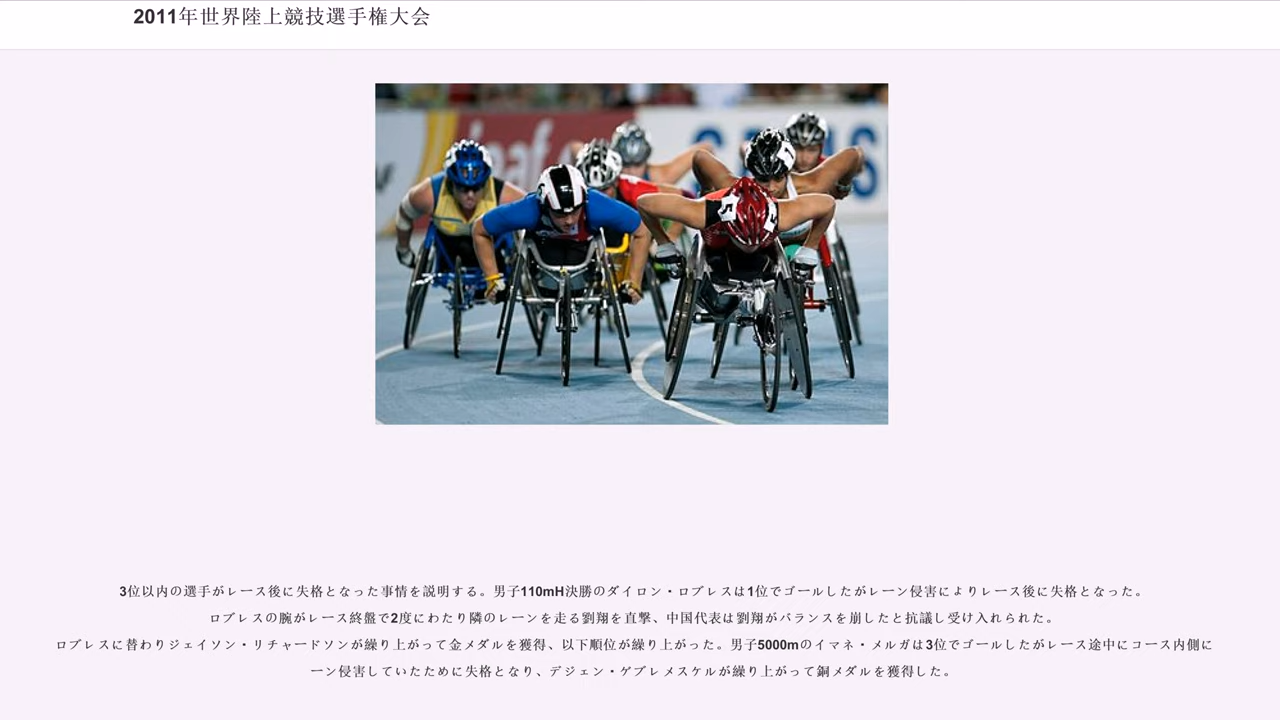 2011年世界陸上競技選手権大会
3位以内の選手がレース後に失格となった事情を説明する。男子110mH決勝のダイロン・ロブレスは1位でゴールしたがレーン侵害によりレース後に失格となった。
ロブレスの腕がレース終盤で2度にわたり隣のレーンを走る劉翔を直撃、中国代表は劉翔がバランスを崩したと抗議し受け入れられた。
ロブレスに替わりジェイソン・リチャードソンが繰り上がって金メダルを獲得、以下順位が繰り上がった。男子5000mのイマネ・メルガは3位でゴールしたがレース途中にコース内側に
ーン侵害していたために失格となり、デジェン・ゲブレメスケルが繰り上がって銅メダルを獲得した。